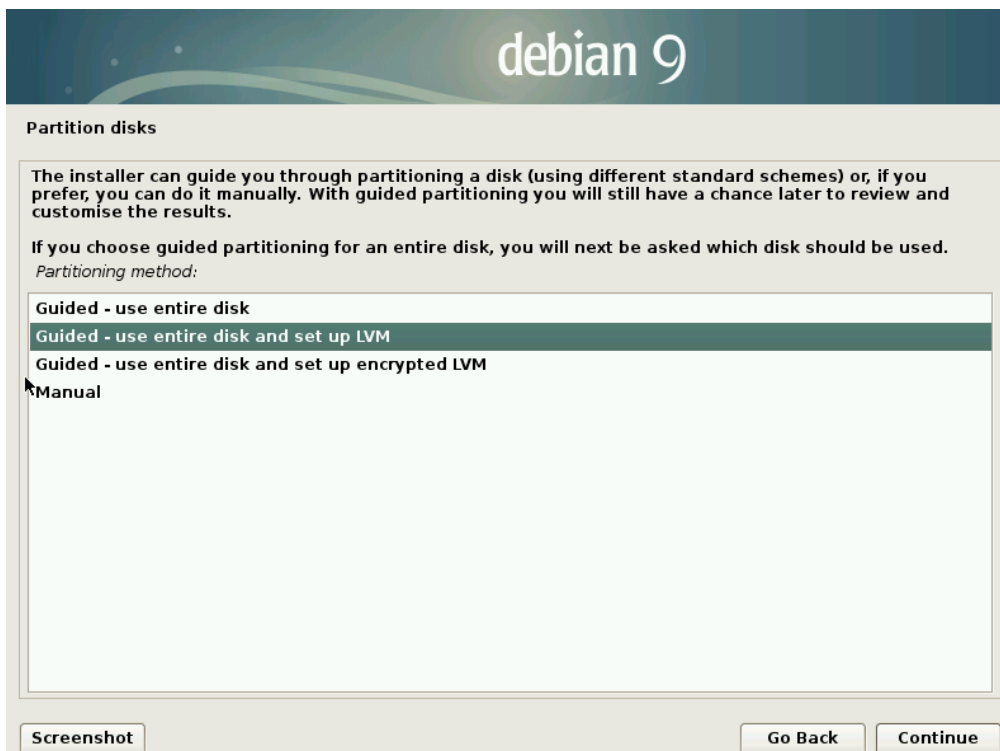 debian 9
Partition disks
The installer can guide you through partitioning a disk (using different standard schemes) or, if you
prefer, you can do it manually. With guided partitioning you will still have a chance later to review and
customise the results.
If you choose guided partitioning for an entire disk, you will next be asked which disk should be used.
Partitioning method:
Guided - use entire disk
Guided - use entire disk and set up LVM
Guided - use entire disk and set up encrypted LVM
Manual
Screenshot
Go Back
Continue